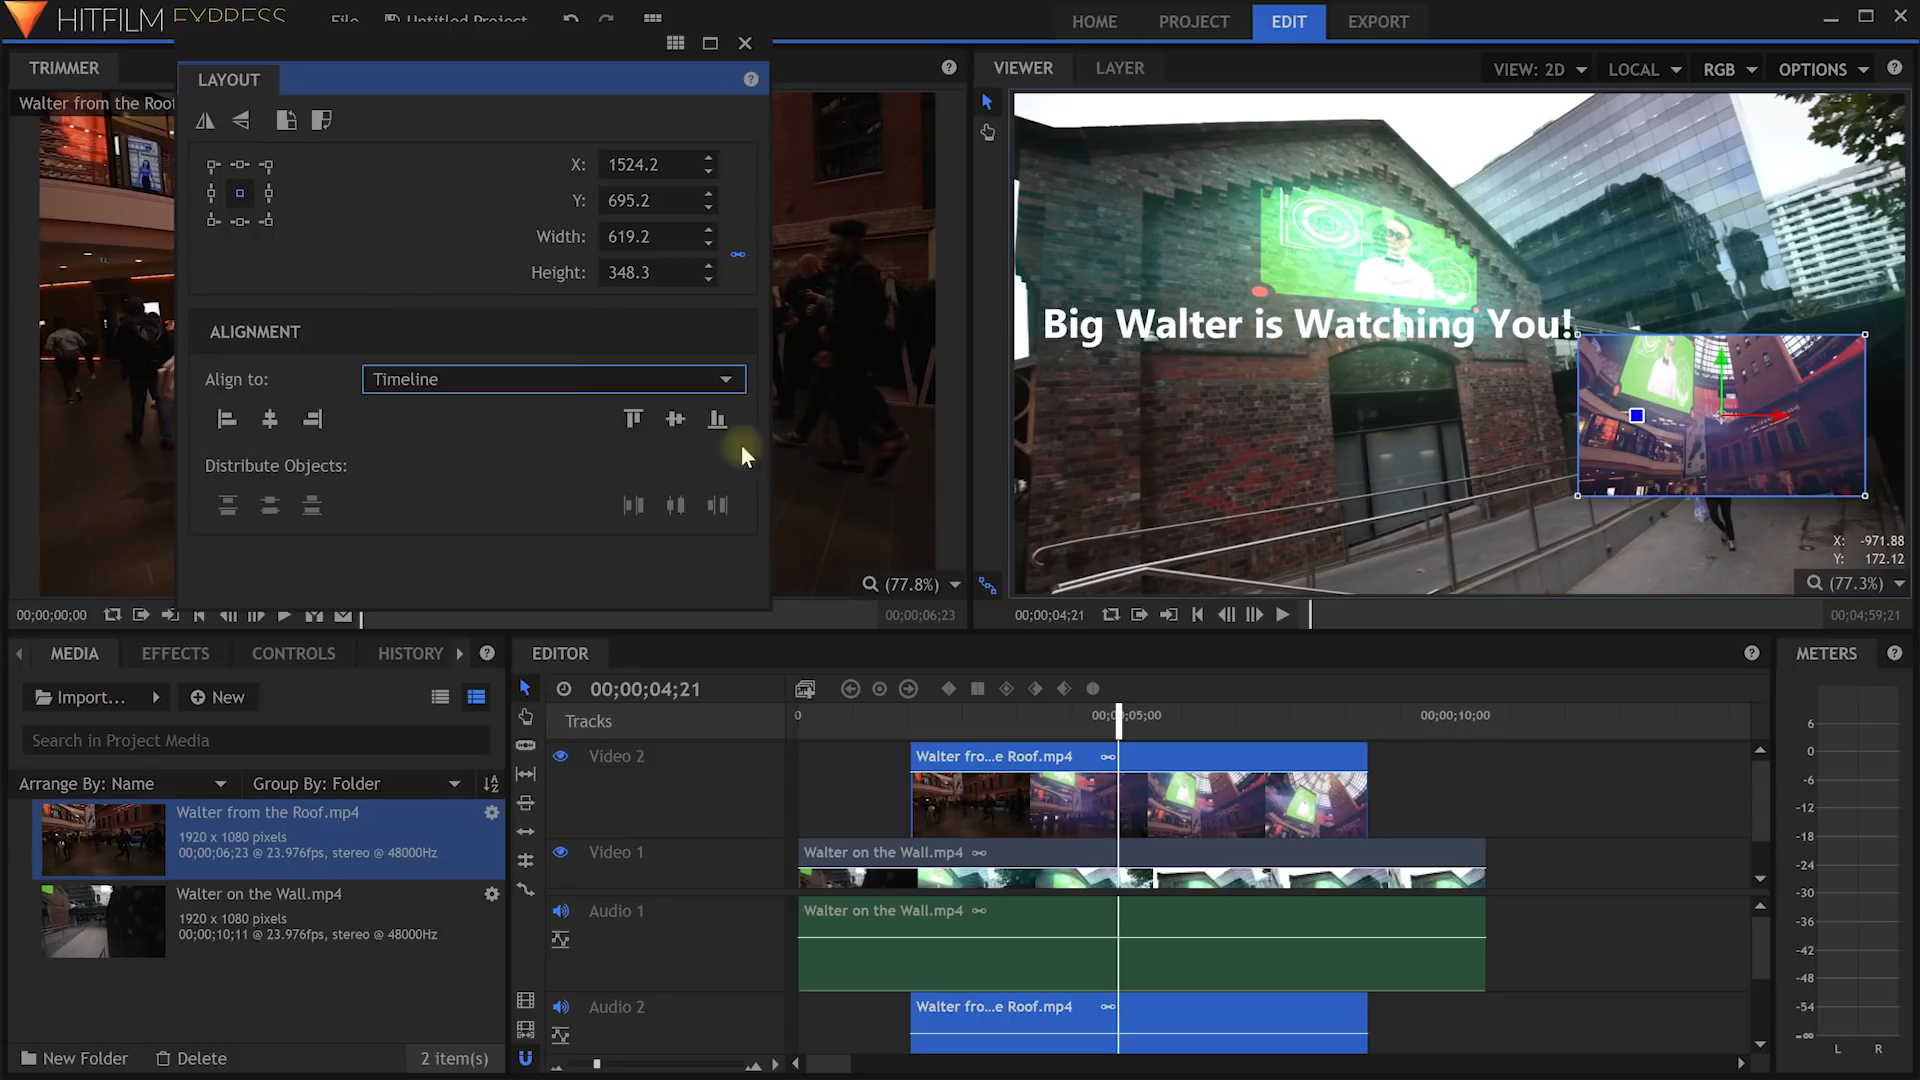 HITFILM EXPRESS
File
Untitled Project
HOME
PROJECT
EDIT
EXPORT
TRIMMER
Walter from the Roof
LAYOUT
X: 1524.2
Y: 695.2
Width: 619.2
Height: 348.3
ALIGNMENT
Align to: Timeline
Distribute Objects:
(77.8%)
00;00;00;00
00;00;06;23
VIEWER
LAYER
VIEW: 2D
LOCAL
RGB
OPTIONS
Big Walter is Watching You!
X: -971.88
Y: 172.12
(77.3%)
00;00;04;21
00;04;59;21
MEDIA
EFFECTS
CONTROLS
HISTORY
Import...
New
Search in Project Media
Arrange By: Name
Group By: Folder
Walter from the Roof.mp4
1920 x 1080 pixels
00;00;06;23 @ 23.976fps, stereo @ 48000Hz
Walter on the Wall.mp4
1920 x 1080 pixels
00;00;10;11 @ 23.976fps, stereo @ 48000Hz
New Folder
Delete
2 item(s)
EDITOR
00;00;04;21
Tracks
0
00;00;05;00
00;00;10;00
Video 2
Walter fro...e Roof.mp4
Video 1
Walter on the Wall.mp4
Audio 1
Walter on the Wall.mp4
Audio 2
Walter fro...e Roof.mp4
METERS
6
0
-6
-12
-18
-24
-30
-36
-42
-48
-54
-∞
L R